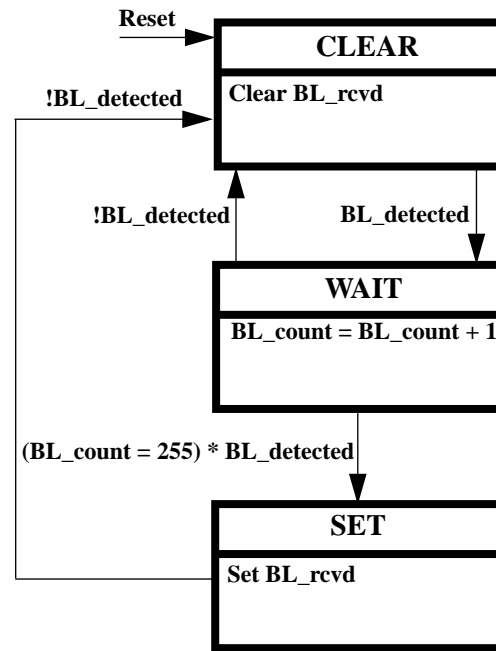 Reset
CLEAR
!BL_detected
Clear BL_rcvd
!BL_detected
BL_detected
WAIT
BL_count = BL_count + 1
(BL_count = 255) * BL_detected
SET
Set BL_rcvd